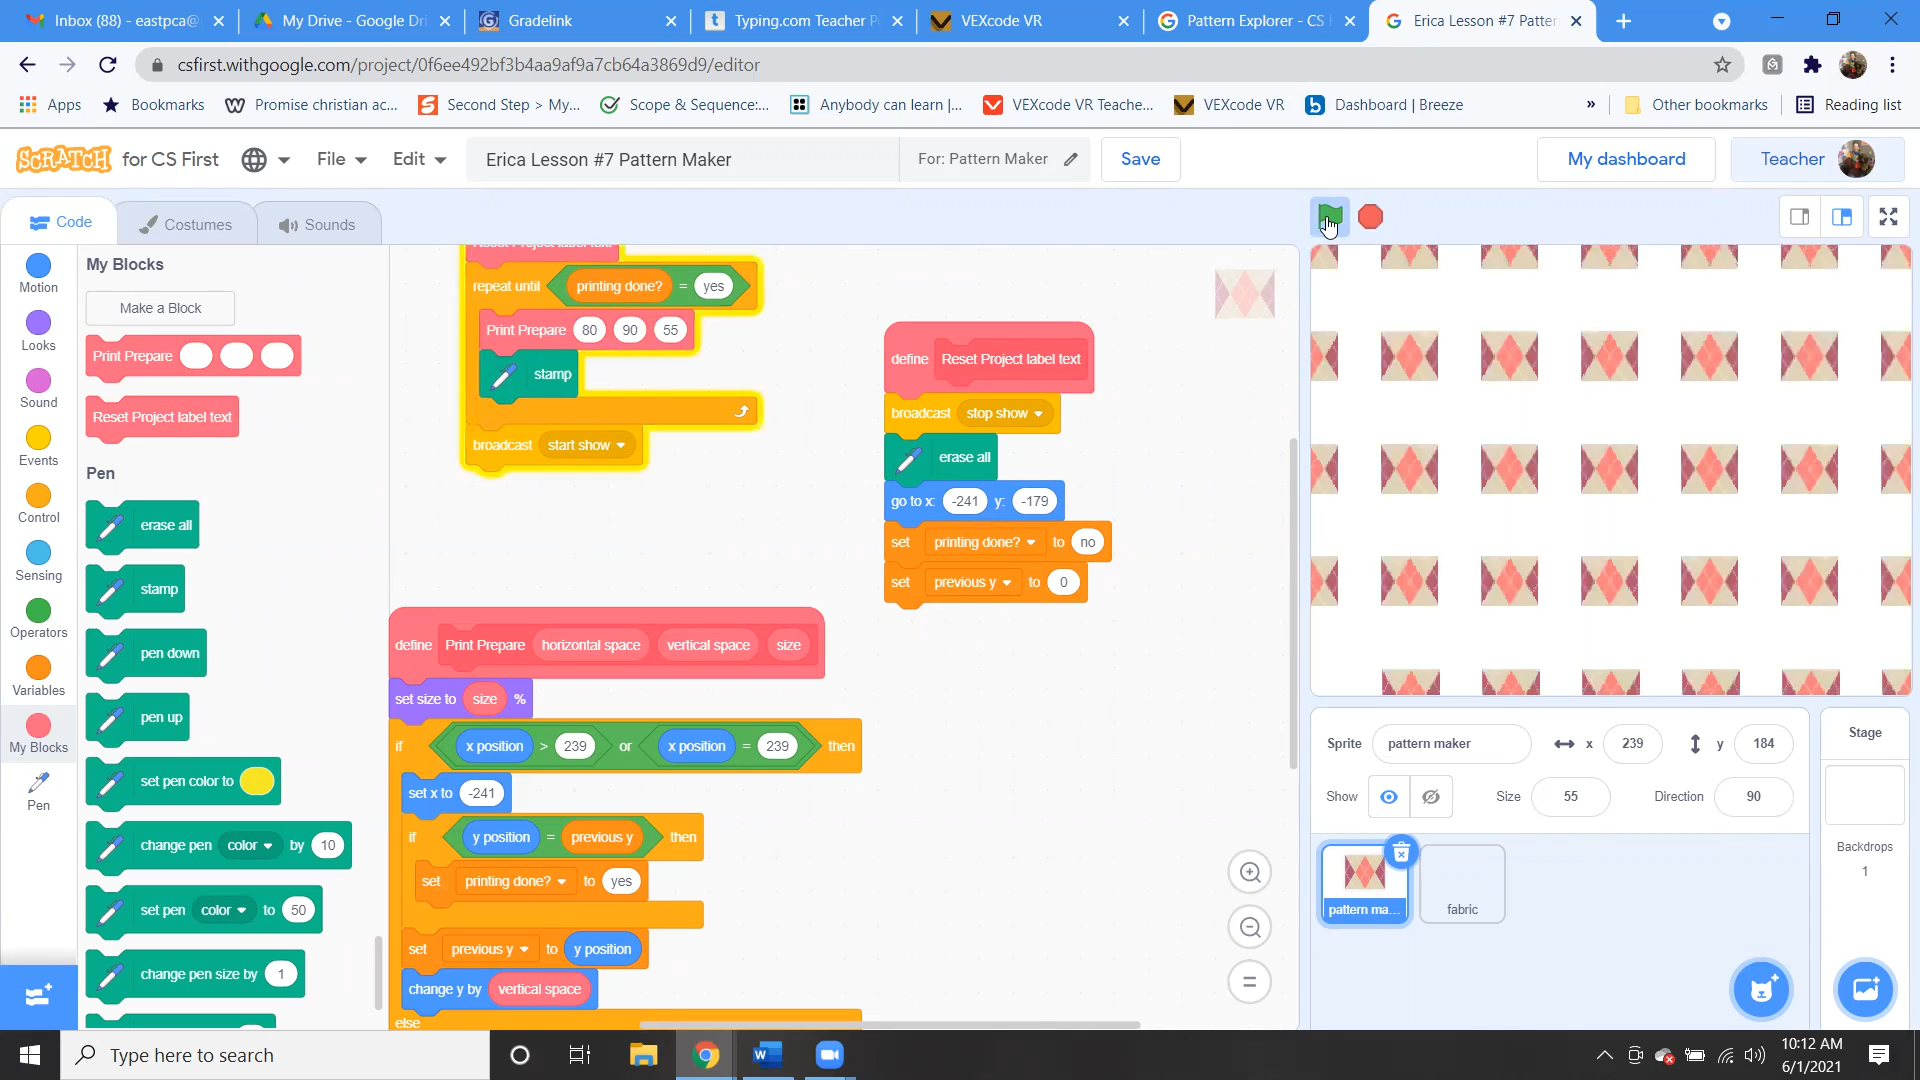 Inbox (88) - eastpca@
My Drive - Google Dri
Gradelink
Typing.com Teacher P
VEXcode VR
Pattern Explorer - CS F
Erica Lesson #7 Patter
csfirst.withgoogle.com/project/0f6ee492bf3b4aa9af9a7cb64a3869d9/editor
Apps
Bookmarks
Promise christian ac...
Second Step > My...
Scope & Sequence:...
Anybody can learn |...
VEXcode VR Teache...
VEXcode VR
Dashboard | Breeze
»
Other bookmarks
Reading list
SCRATCH for CS First
File
Edit
Erica Lesson #7 Pattern Maker
For: Pattern Maker
Save
My dashboard
Teacher
Code
Costumes
Sounds
Motion
Looks
Sound
Events
Control
Sensing
Operators
Variables
My Blocks
Pen
My Blocks
Make a Block
Print Prepare
Reset Project label text
Pen
erase all
stamp
pen down
pen up
set pen color to
change pen color by 10
set pen color to 50
change pen size by 1
Reset Project label text
repeat until printing done? = yes
Print Prepare 80 90 55
stamp
broadcast start show
define Reset Project label text
broadcast stop show
erase all
go to x: -241 y: -179
set printing done? to no
set previous y to 0
define Print Prepare horizontal space vertical space size
set size to size %
if x position > 239 or x position = 239 then
set x to -241
if y position = previous y then
set printing done? to yes
set previous y to y position
change y by vertical space
else
Sprite pattern maker x 239 y 184
Show Size 55 Direction 90
pattern ma...
fabric
Stage
Backdrops
1
Type here to search
10:12 AM
6/1/2021